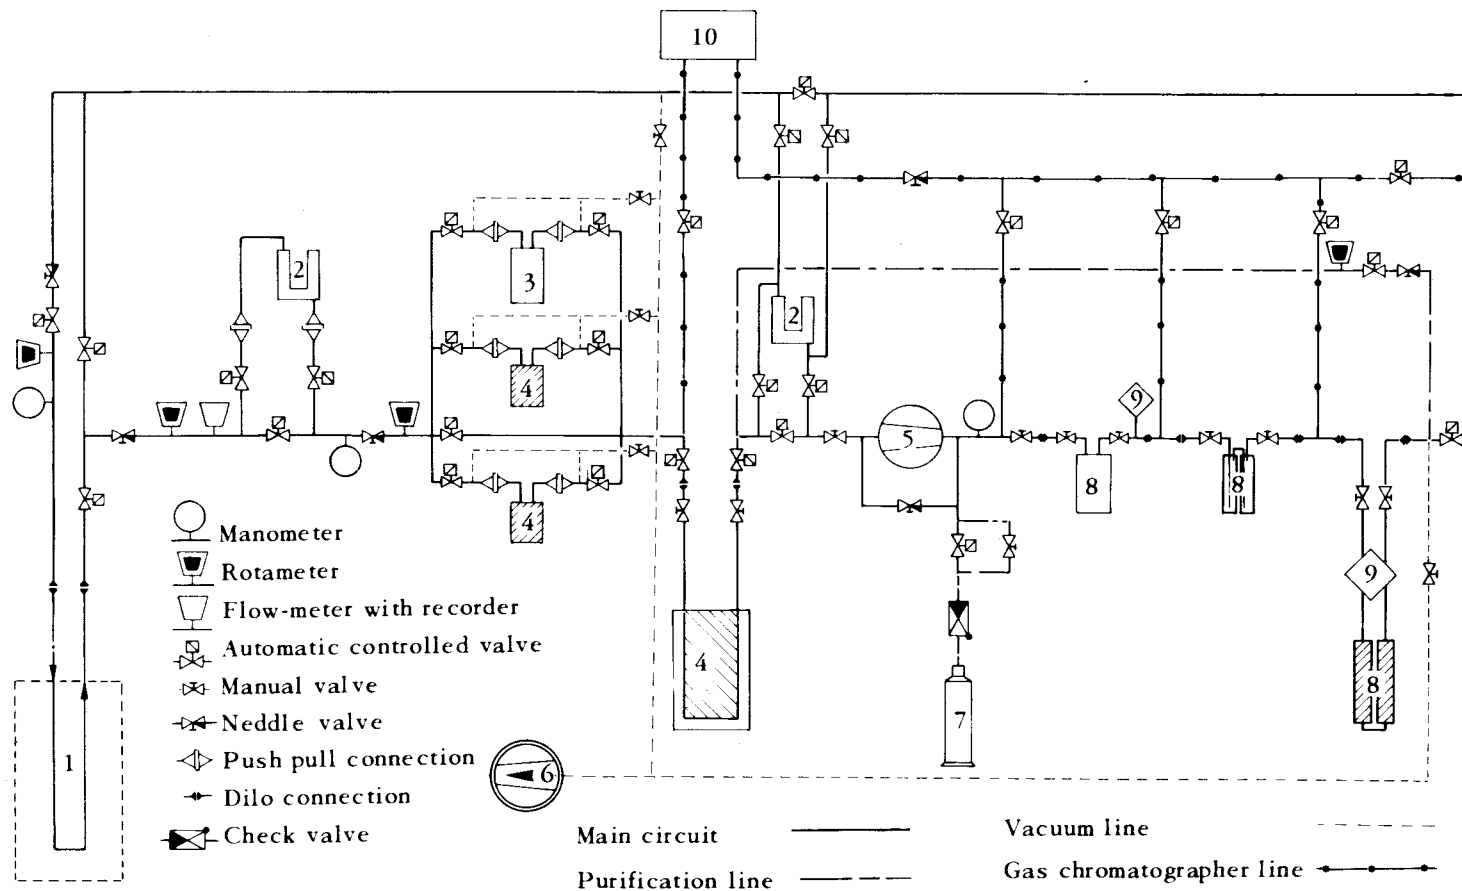 10
2
3
2
4
9
5
8
8
4
9
4
8
7
1
6
Manometer
Rotameter
Flow-meter with recorder
Automatic controlled valve
Manual valve
Neddle valve
Push pull connection
Dilo connection
Check valve
Main circuit
Purification line
Vacuum line
Gas chromatographer line